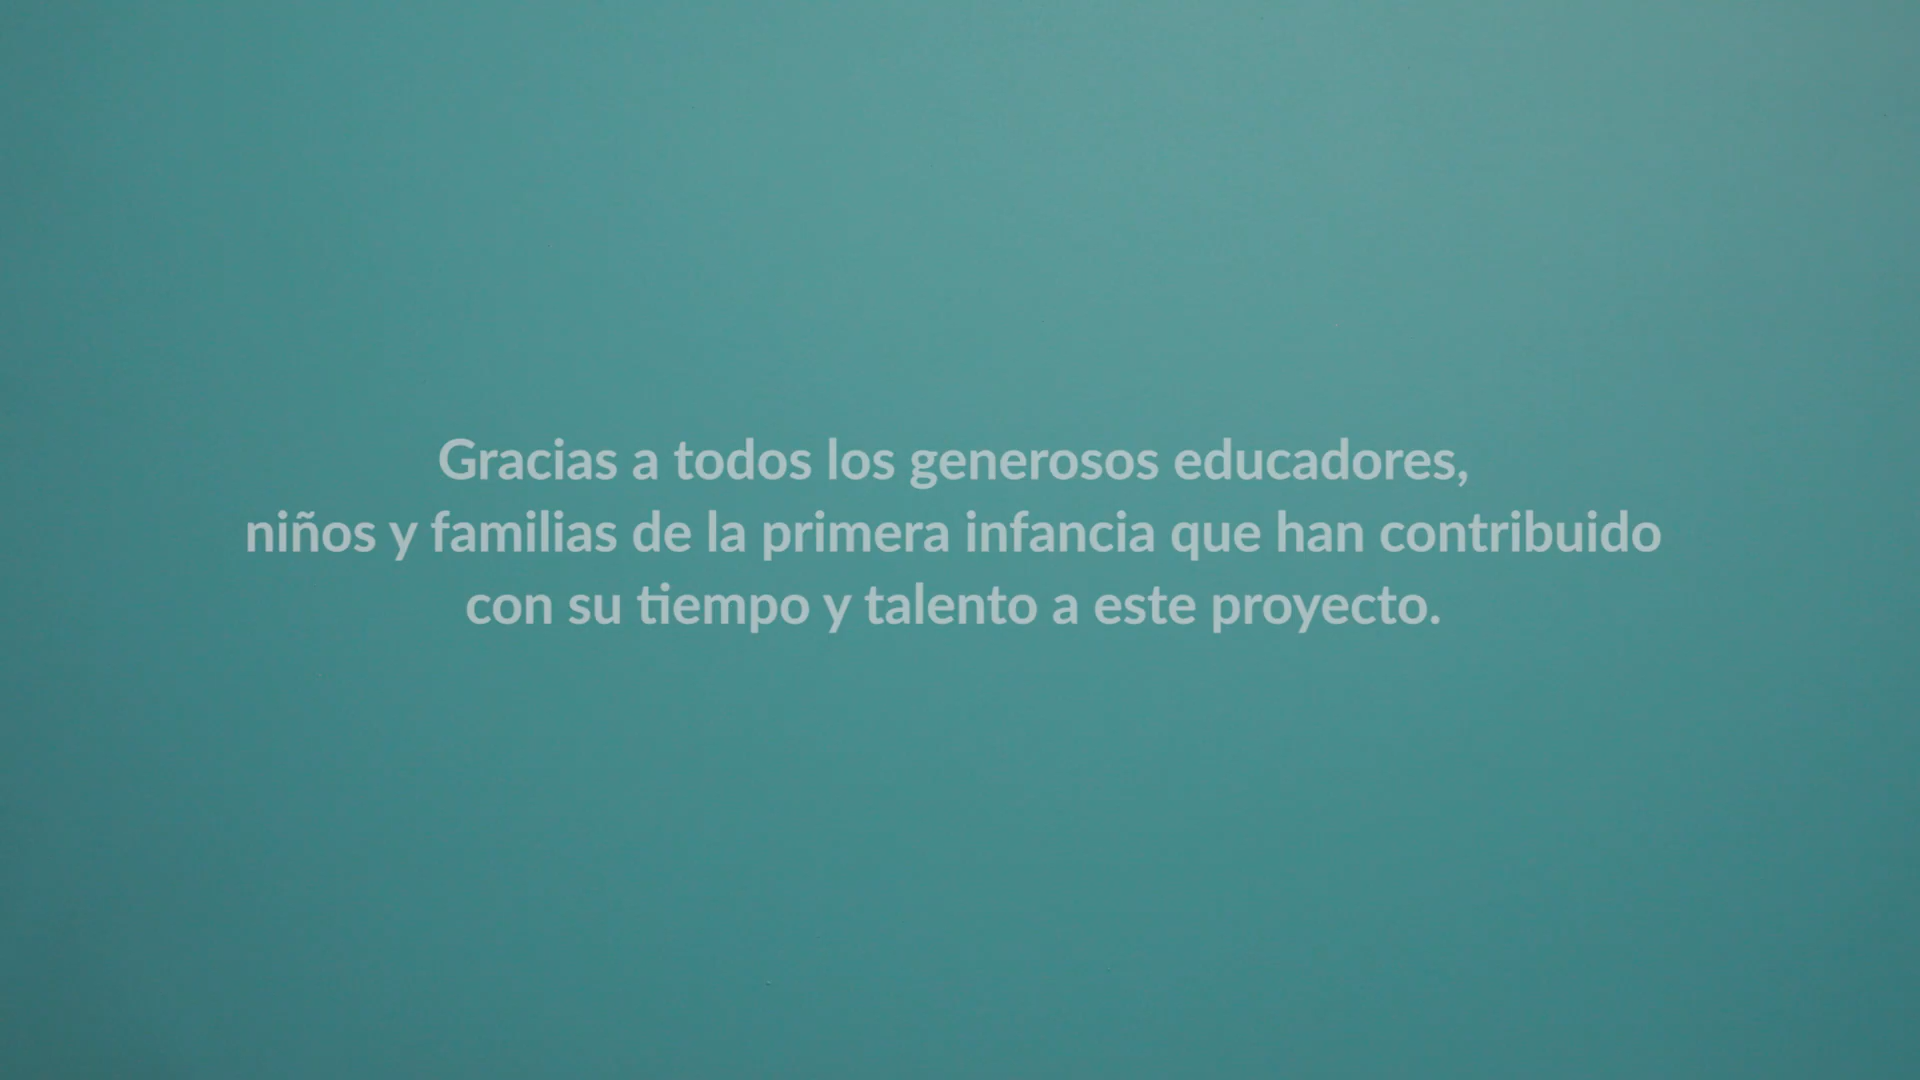 Gracias a todos los generosos educadores,
niños y familias de la primera infancia que han contribuido
con su tiempo y talento a este proyecto.